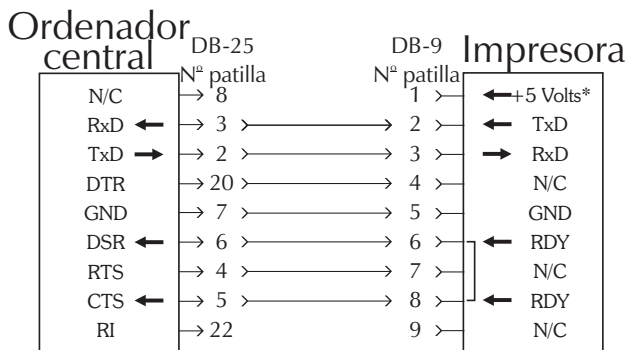 Ordenador
central
DB-25
Nº patilla
DB-9
Nº patilla
Impresora
N/C 8 1 +5 Volts*
RxD 3 2 TxD
TxD 2 3 RxD
DTR 20 4 N/C
GND 7 5 GND
DSR 6 6 RDY
RTS 4 7 N/C
CTS 5 8 RDY
RI 22 9 N/C